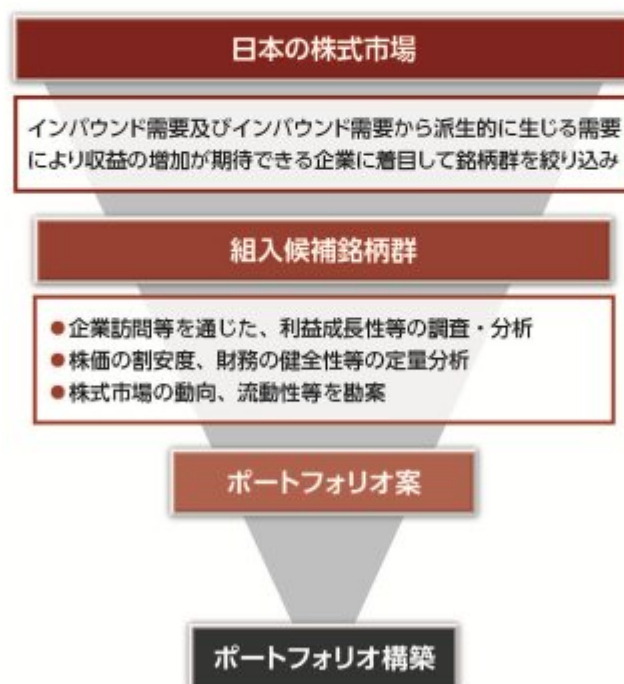 日本の株式市場
インバウンド需要及びインバウンド需要から派生的に生じる需要
により収益の増加が期待できる企業に着目して銘柄群を絞り込み
組入候補銘柄群
●企業訪問等を通じた、利益成長性等の調査・分析
●株価の割安度、財務の健全性等の定量分析
●株式市場の動向、流動性等を勘案
ポートフォリオ案
ポートフォリオ構築